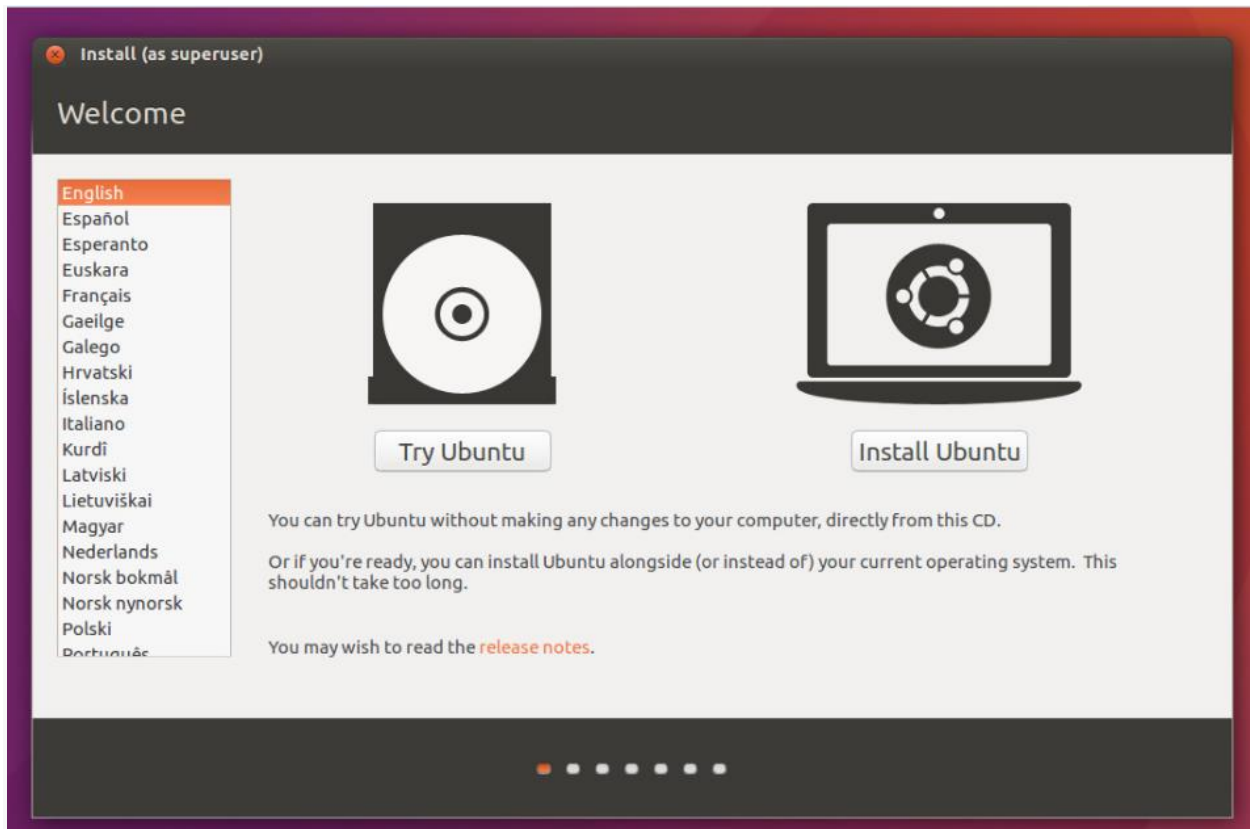 Install (as superuser)
Welcome
English
Español
Esperanto
Euskara
Français
Gaeilge
Galego
Hrvatski
Íslenska
Italiano
Kurdî
Latviski
Lietuviškai
Magyar
Nederlands
Norsk bokmål
Norsk nynorsk
Polski
Português
Try Ubuntu
Install Ubuntu
You can try Ubuntu without making any changes to your computer, directly from this CD.
Or if you're ready, you can install Ubuntu alongside (or instead of) your current operating system. This
shouldn't take too long.
You may wish to read the release notes.